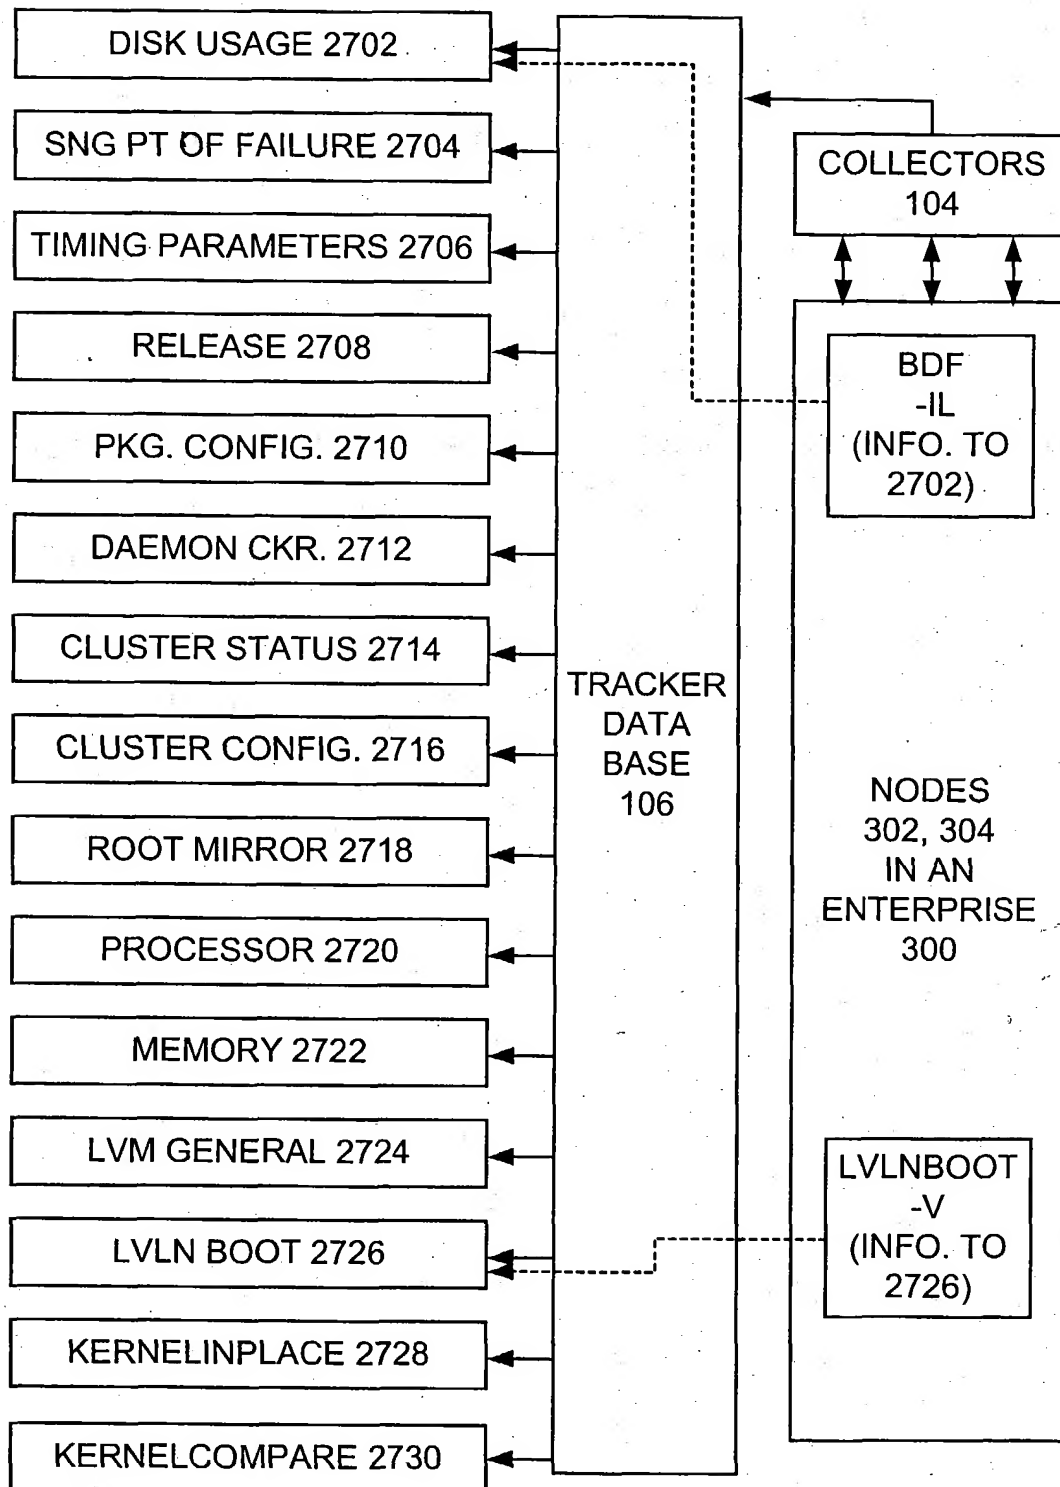 DISK USAGE 2702
SNG PT OF FAILURE 2704
TIMING PARAMETERS 2706
RELEASE 2708
PKG. CONFIG. 2710
DAEMON CKR. 2712
CLUSTER STATUS 2714
CLUSTER CONFIG. 2716
ROOT MIRROR 2718
PROCESSOR 2720
MEMORY 2722
LVM GENERAL 2724
LVLN BOOT 2726
KERNELINPLACE 2728
KERNELCOMPARE 2730
TRACKER
DATA
BASE
106
COLLECTORS
104
BDF
-IL
(INFO. TO
2702)
NODES
302, 304
IN AN
ENTERPRISE
300
LVLNBOOT
-V
(INFO. TO
2726)